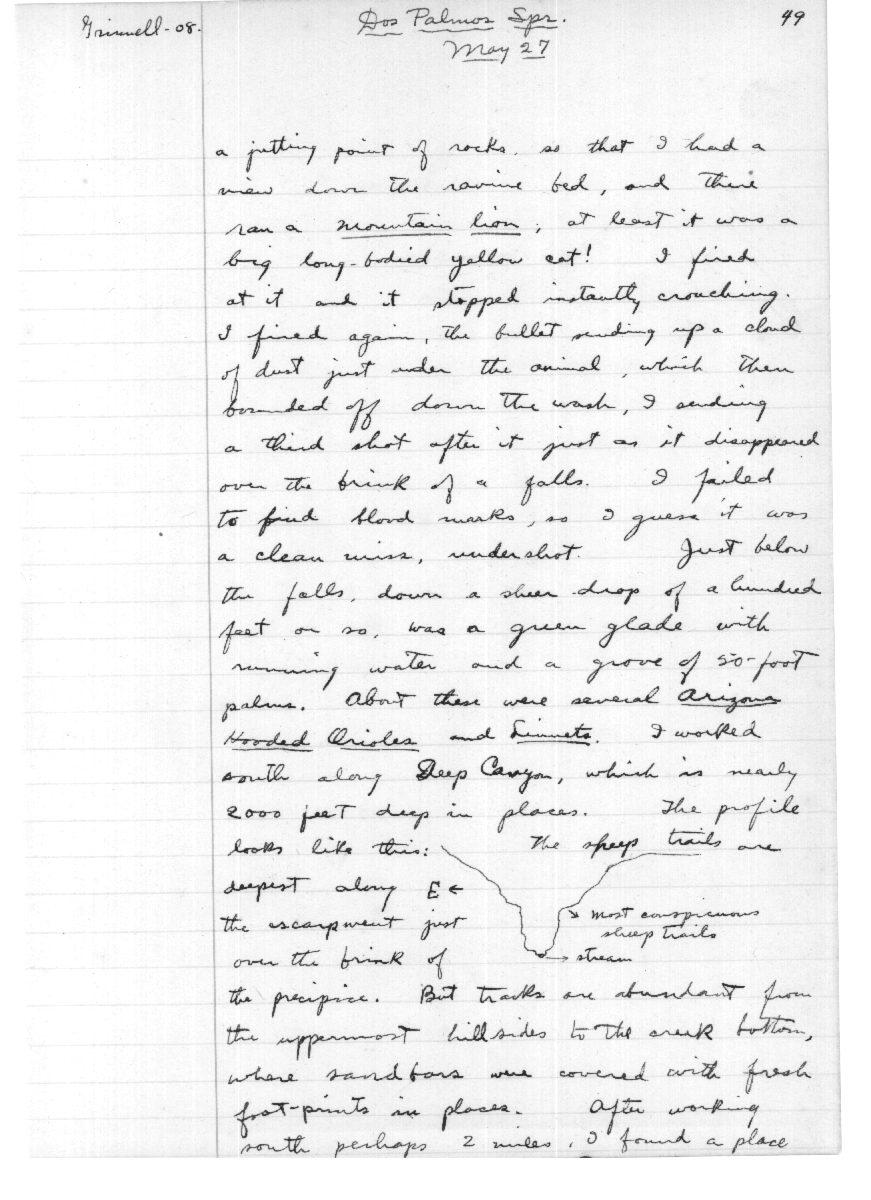 Grinnell-08.
Dos Palmos Spr.
49
May 27
a jutting point of rocks, so that I had a
view down the ravine bed, and there
ran a mountain lion; at least it was a
big long-bodied yellow cat! I fired
at it and it stopped instantly, crouching.
I fired again, the bullet sending up a cloud
of dust just under the animal, which then
bounded off down the wash, I sending
a third shot after it just as it disappeared
over the brink of a falls. I failed
to find blood marks, so I guess it was
a clean miss, undershot. Just below
the falls, down a sheer drop of a hundred
feet or so, was a green glade with
running water and a grove of 50-foot
palms. About these were several Arizona
Hooded Orioles and Linnets. I worked
south along Deep Canyon, which is nearly
2000 feet deep in places. The profile
looks like this: The sheep trails are
deepest along E ←
the escarpment just
→ most conspicuous
sheep trails
over the brink of
→ stream
the precipice. But tracks are abundant from
the uppermost hillsides to the creek bottom,
where sandbars were covered with fresh
foot-prints in places. After working
south perhaps 2 miles, I found a place